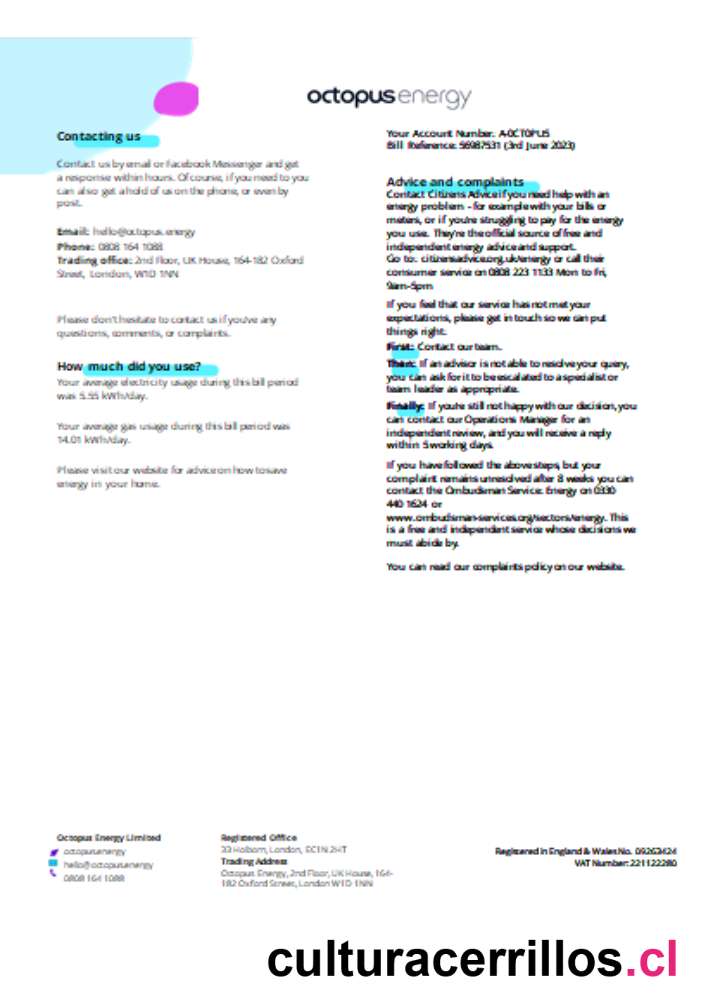 octopus energy
Contacting us
Contact us by email or Facebook Messenger and get
a response within hours. Of course, if you need to you
can also get ahold of us on the phone, or even by
post.
Email: hello@octopus.energy
Phone: 0808 164 1088
Trading office: 2nd Floor, UK House, 164-182 Oxford
Street, London, W1D 1NN
Please don't hesitate to contact us if you've any
questions, comments, or complaints.
How much did you use?
Your average electricity usage during this bill period
was 5.55 kWh/day.
Your average gas usage during this bill period was
14.01 kWh/day.
Please visit our website for advice on how to save
energy in your home.
Your Account Number: A-0CTOPUS
Bill Reference: 56987531 (3rd June 2023)
Advice and complaints
Contact Citizens Advice if you need help with an
energy problem - for example with your bills or
meters, or if you're struggling to pay for the energy
you use. They're the official source of free and
independent energy advice and support.
Go to: citizensadvice.org.uk/energy or call their
consumer service on 0808 223 1133 Mon to Fri,
9am-5pm
If you feel that our service has not met your
expectations, please get in touch so we can put
things right.
First: Contact our team.
Then: If an advisor is not able to resolve your query,
you can ask for it to be escalated to a specialist or
team leader as appropriate.
Finally: If you're still not happy with our decision, you
can contact our Operations Manager for an
independent review, and you will receive a reply
within 5 working days.
If you have followed the above steps, but your
complaint remains unresolved after 8 weeks you can
contact the Ombudsman Service: Energy on 0330
440 1624 or
www.ombudsman-services.org/sectors/energy. This
is a free and independent service whose decisions we
must abide by.
You can read our complaints policy on our website.
Octopus Energy Limited
octopusenergy
hello@octopusenergy
0808 164 1088
Registered Office
33 Holborn, London, EC1N 2HT
Trading Address
Octopus Energy, 2nd Floor, UK House, 164-
182 Oxford Street, London W1D 1NN
Registered in England & Wales No. 09263424
VAT Number: 221122280
culturacerrillos.cl